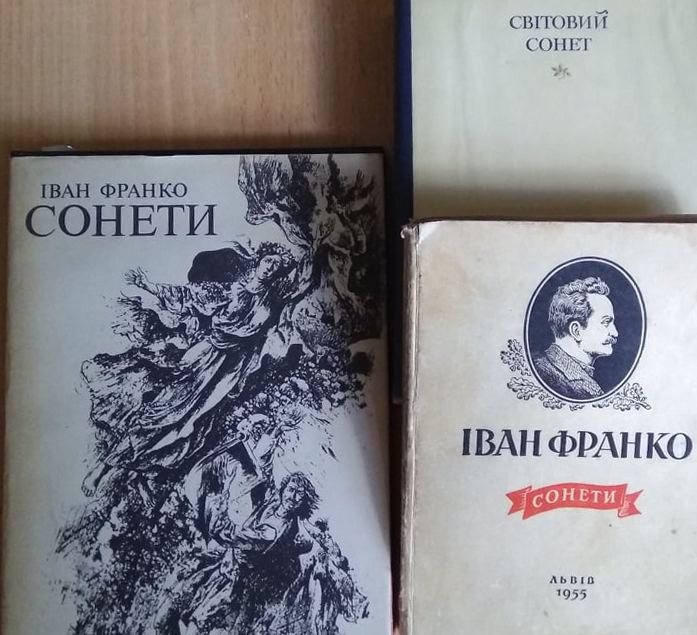 СВІТОВИЙ
СОНЕТ
ІВАН ФРАНКО
СОНЕТИ
ІВАН ФРАНКО
СОНЕТИ
ЛЬВІВ
1955